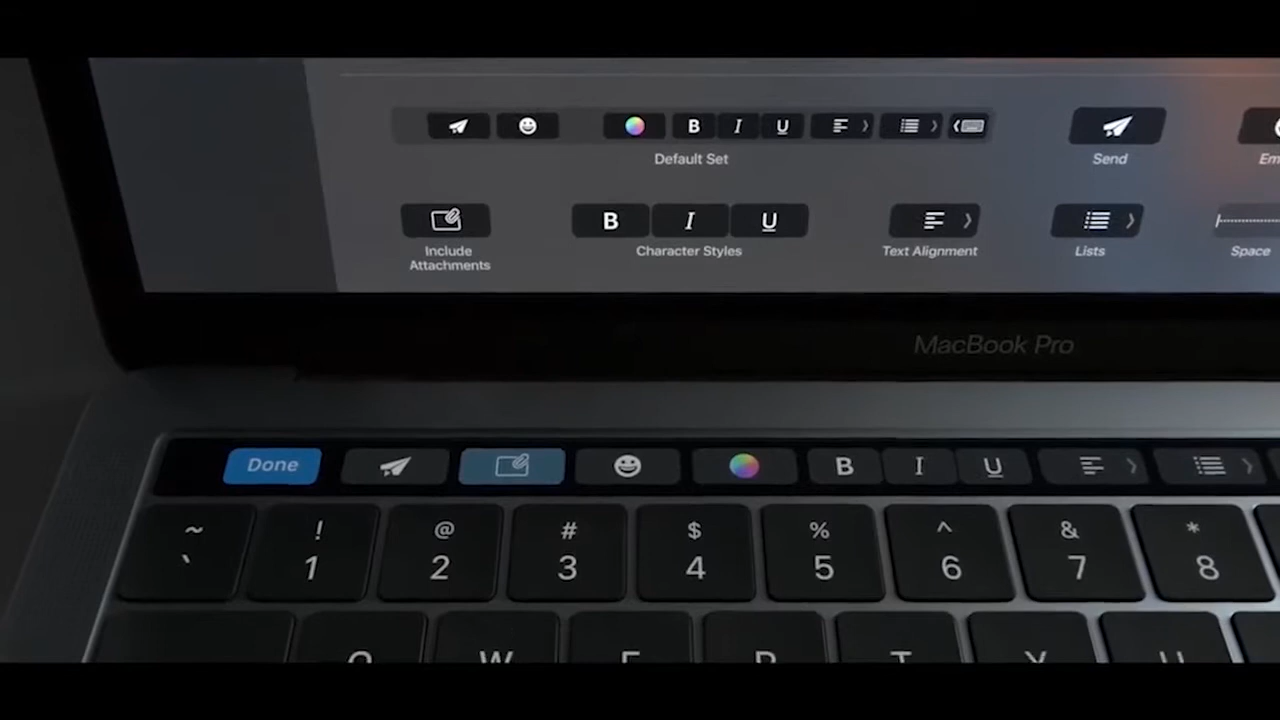 B I U
Default Set
Send
Em
B I U
Include
Attachments
Character Styles
Text Alignment
Lists
Space
MacBook Pro
Done
B I U
~ ! @ # $ % ^ & *
` 1 2 3 4 5 6 7 8